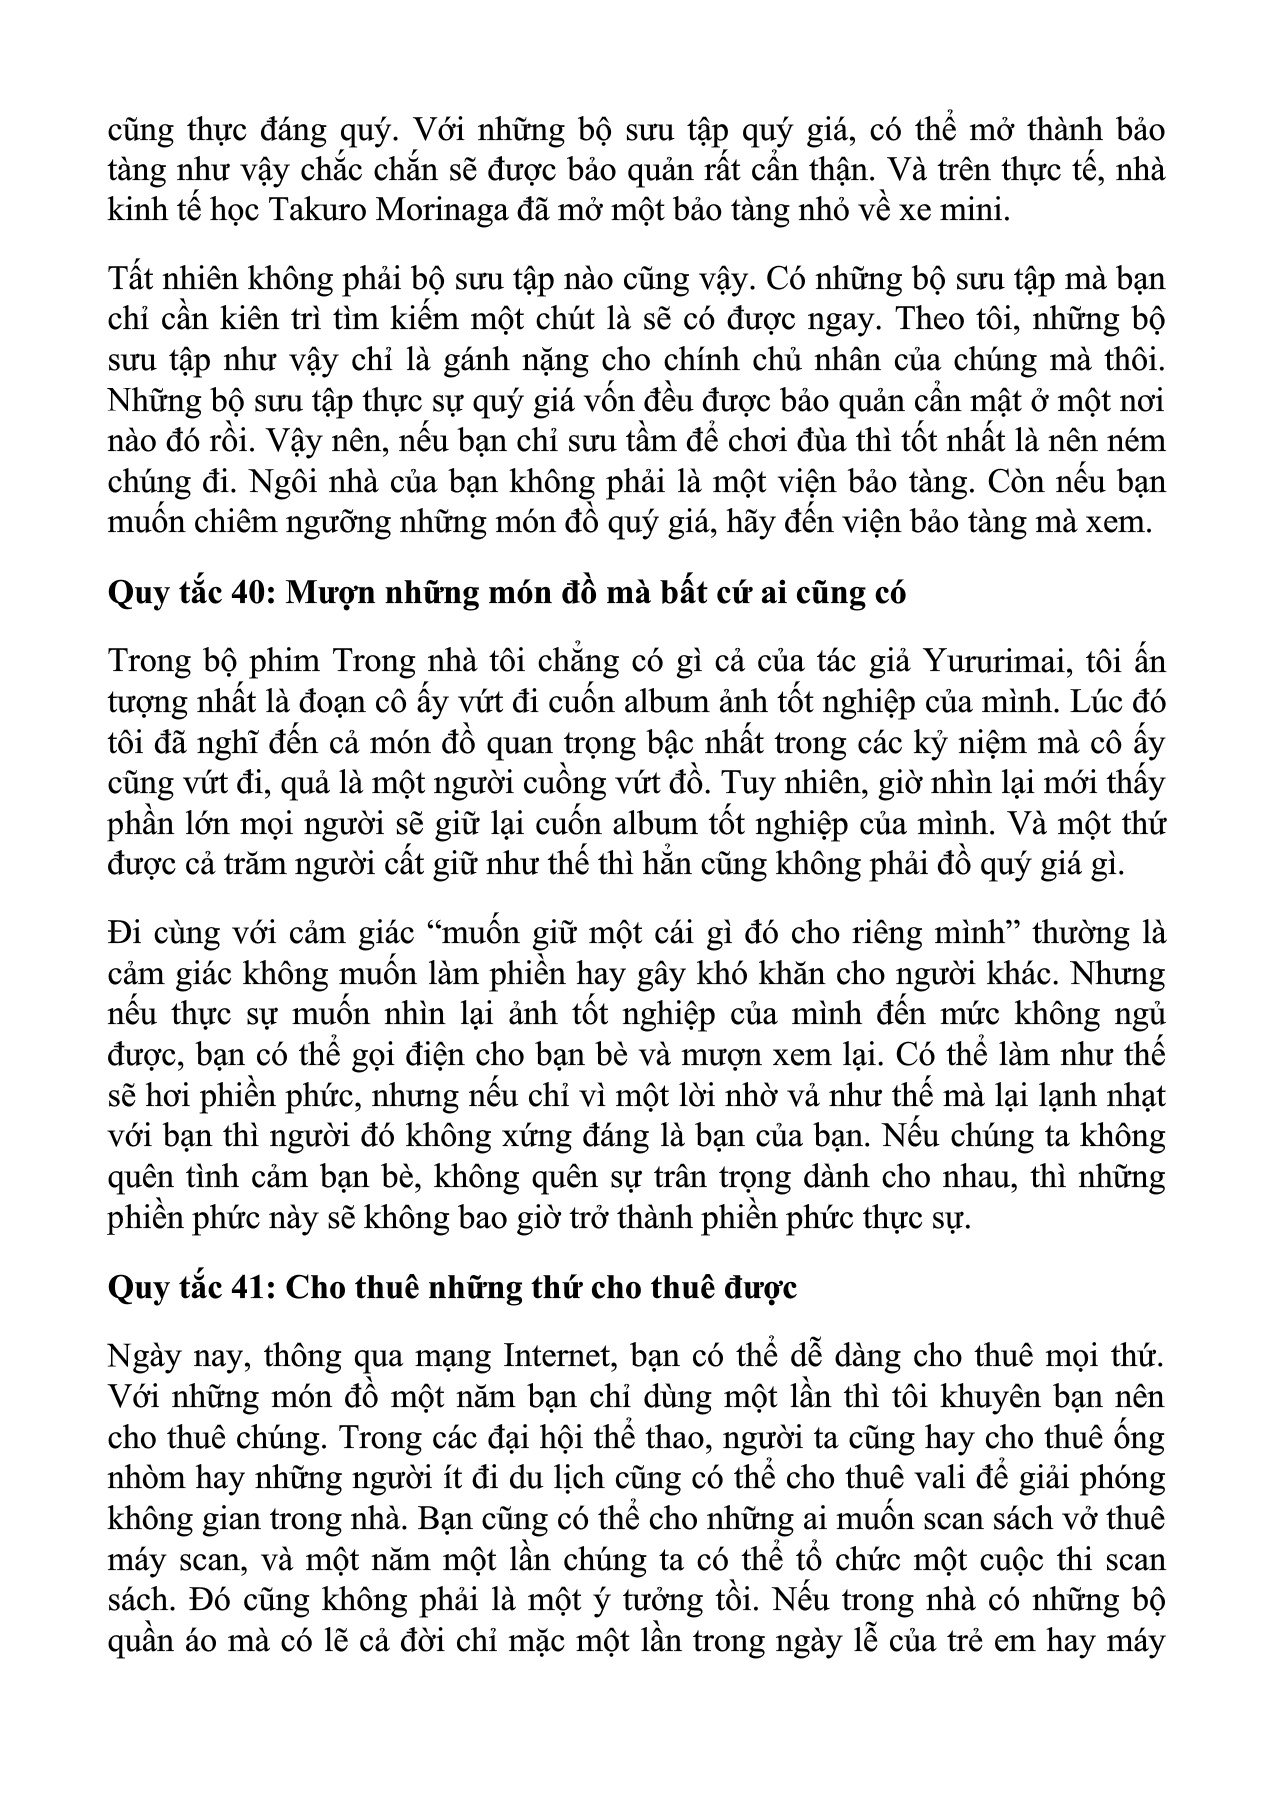 cũng thực đáng quý. Với những bộ sưu tập quý giá, có thể mở thành bảo
tàng như vậy chắc chắn sẽ được bảo quản rất cẩn thận. Và trên thực tế, nhà
kinh tế học Takuro Morinaga đã mở một bảo tàng nhỏ về xe mini.
Tất nhiên không phải bộ sưu tập nào cũng vậy. Có những bộ sưu tập mà bạn
chỉ cần kiên trì tìm kiếm một chút là sẽ có được ngay. Theo tôi, những bộ
sưu tập như vậy chỉ là gánh nặng cho chính chủ nhân của chúng mà thôi.
Những bộ sưu tập thực sự quý giá vốn đều được bảo quản cẩn mật ở một nơi
nào đó rồi. Vậy nên, nếu bạn chỉ sưu tầm để chơi đùa thì tốt nhất là nên ném
chúng đi. Ngôi nhà của bạn không phải là một viện bảo tàng. Còn nếu bạn
muốn chiêm ngưỡng những món đồ quý giá, hãy đến viện bảo tàng mà xem.
Quy tắc 40: Mượn những món đồ mà bất cứ ai cũng có
Trong bộ phim Trong nhà tôi chẳng có gì cả của tác giả Yururimai, tôi ấn
tượng nhất là đoạn cô ấy vứt đi cuốn album ảnh tốt nghiệp của mình. Lúc đó
tôi đã nghĩ đến cả món đồ quan trọng bậc nhất trong các kỷ niệm mà cô ấy
cũng vứt đi, quả là một người cuồng vứt đồ. Tuy nhiên, giờ nhìn lại mới thấy
phần lớn mọi người sẽ giữ lại cuốn album tốt nghiệp của mình. Và một thứ
được cả trăm người cất giữ như thế thì hẳn cũng không phải đồ quý giá gì.
Đi cùng với cảm giác “muốn giữ một cái gì đó cho riêng mình” thường là
cảm giác không muốn làm phiền hay gây khó khăn cho người khác. Nhưng
nếu thực sự muốn nhìn lại ảnh tốt nghiệp của mình đến mức không ngủ
được, bạn có thể gọi điện cho bạn bè và mượn xem lại. Có thể làm như thế
sẽ hơi phiền phức, nhưng nếu chỉ vì một lời nhờ vả như thế mà lại lạnh nhạt
với bạn thì người đó không xứng đáng là bạn của bạn. Nếu chúng ta không
quên tình cảm bạn bè, không quên sự trân trọng dành cho nhau, thì những
phiền phức này sẽ không bao giờ trở thành phiền phức thực sự.
Quy tắc 41: Cho thuê những thứ cho thuê được
Ngày nay, thông qua mạng Internet, bạn có thể dễ dàng cho thuê mọi thứ.
Với những món đồ một năm bạn chỉ dùng một lần thì tôi khuyên bạn nên
cho thuê chúng. Trong các đại hội thể thao, người ta cũng hay cho thuê ống
nhòm hay những người ít đi du lịch cũng có thể cho thuê vali để giải phóng
không gian trong nhà. Bạn cũng có thể cho những ai muốn scan sách vở thuê
máy scan, và một năm một lần chúng ta có thể tổ chức một cuộc thi scan
sách. Đó cũng không phải là một ý tưởng tồi. Nếu trong nhà có những bộ
quần áo mà có lẽ cả đời chỉ mặc một lần trong ngày lễ của trẻ em hay máy